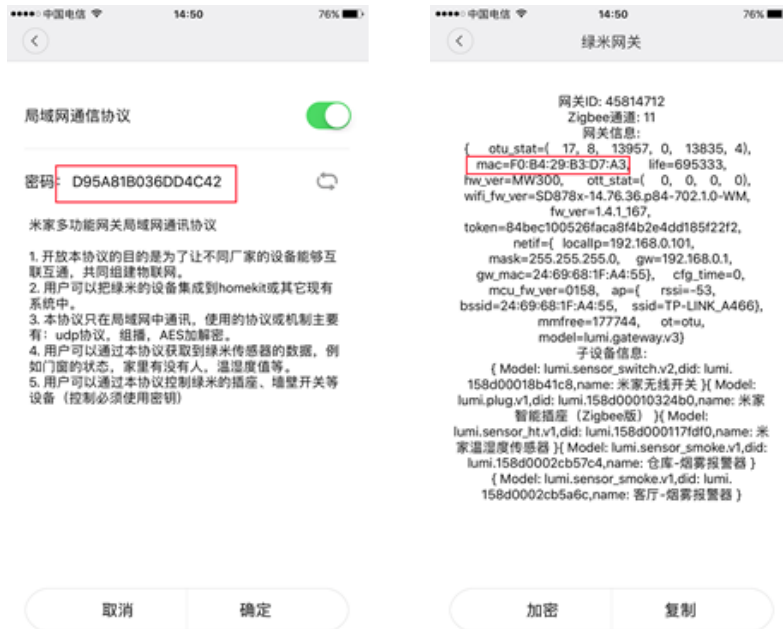 中国电信
14:50
76%
局域网通信协议
密码: D95A81B036DD4C42
米家多功能网关局域网通讯协议
1. 开放本协议的目的是为了让不同厂家的设备能够互
联互通，共同组建物联网。
2. 用户可以把绿米的设备集成到homekit或其它现有
系统中。
3. 本协议只在局域网中通讯，使用的协议或机制主要
有：udp协议，组播，AES加解密。
4. 用户可以通过本协议获取到绿米传感器的数据，例
如门窗的状态，家里有没有人，温湿度值等。
5. 用户可以通过本协议控制绿米的插座、墙壁开关等
设备（控制必须使用密钥）
取消
确定
中国电信
14:50
76%
绿米网关
网关ID: 45814712
Zigbee通道: 11
网关信息:
{ otu_stat=( 17, 8, 13957, 0, 13835, 4),
mac=F0:B4:29:B3:D7:A3, life=695333,
hw_ver=MW300, ott_stat=( 0, 0, 0, 0),
wifi_fw_ver=SD878x-14.76.36.p84-702.1.0-WM,
fw_ver=1.4.1_167,
token=84bec100526faca8f4b2e4dd185f22f2,
netif={ localIp=192.168.0.101,
mask=255.255.255.0, gw=192.168.0.1,
gw_mac=24:69:68:1F:A4:55}, cfg_time=0,
mcu_fw_ver=0158, ap={ rssi=-53,
bssid=24:69:68:1F:A4:55, ssid=TP-LINK_A466},
mmfree=177744, ot=otu,
model=lumi.gateway.v3}
子设备信息:
{ Model: lumi.sensor_switch.v2,did: lumi.
158d00018b41c8,name: 米家无线开关 }{ Model:
lumi.plug.v1,did: lumi.158d00010324b0,name: 米家
智能插座（Zigbee版） }{ Model:
lumi.sensor_ht.v1,did: lumi.158d000117fdf0,name: 米
家温湿度传感器 }{ Model: lumi.sensor_smoke.v1,did:
lumi.158d0002cb57c4,name: 仓库-烟雾报警器 }
{ Model: lumi.sensor_smoke.v1,did: lumi.
158d0002cb5a6c,name: 客厅-烟雾报警器 }
加密
复制